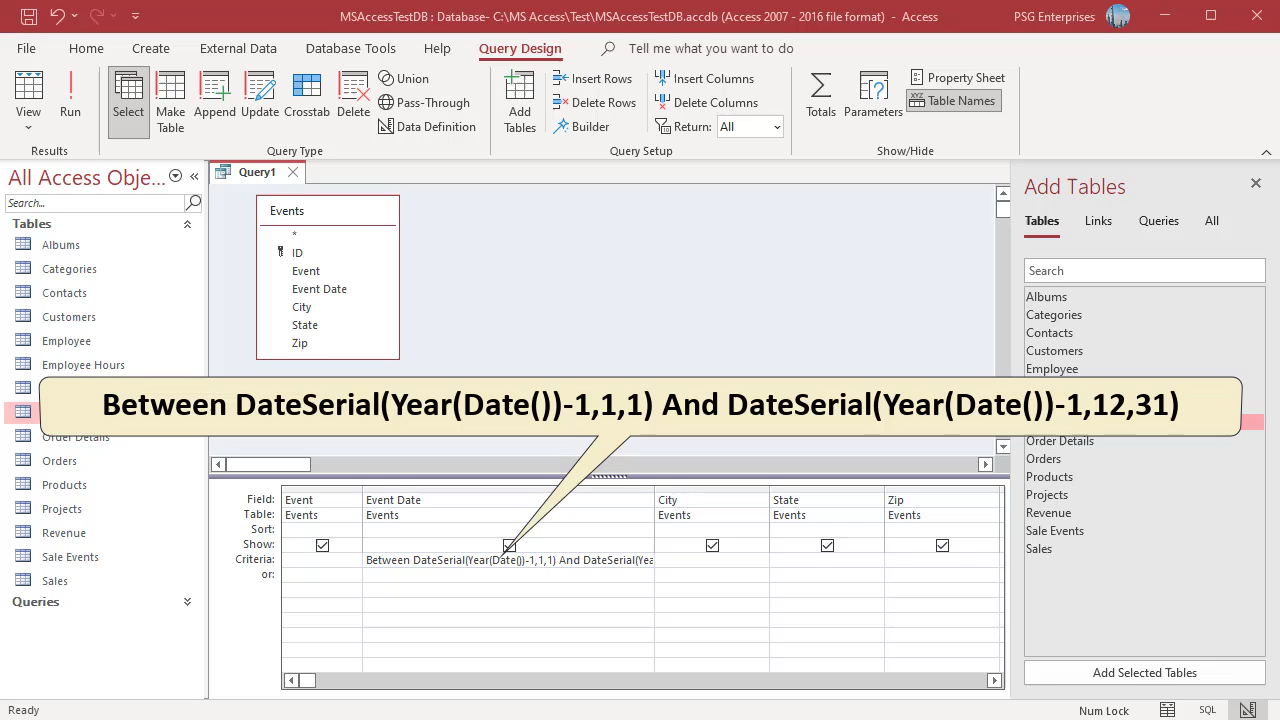 MSAccessTestDB : Database- C:\MS Access\Test\MSAccessTestDB.accdb (Access 2007 - 2016 file format) - Access
PSG Enterprises
File
Home
Create
External Data
Database Tools
Help
Query Design
Tell me what you want to do
View
Run
Select
Make
Table
Append
Update
Crosstab
Delete
Union
Pass-Through
Data Definition
Add
Tables
Insert Rows
Delete Rows
Builder
Insert Columns
Delete Columns
Return:
All
Totals
Parameters
Property Sheet
XYZ
Table Names
Results
Query Type
Query Setup
Show/Hide
All Access Obje...
Search...
Tables
Albums
Categories
Contacts
Customers
Employee
Employee Hours
Order Details
Orders
Products
Projects
Revenue
Sale Events
Sales
Queries
Query1
Events
*
ID
Event
Event Date
City
State
Zip
Between DateSerial(Year(Date())-1,1,1) And DateSerial(Year(Date())-1,12,31)
Field:
Event
Event Date
City
State
Zip
Table:
Events
Events
Events
Events
Events
Sort:
Show:
Criteria:
Between DateSerial(Year(Date())-1,1,1) And DateSerial(Yea
or:
Add Tables
Tables
Links
Queries
All
Search
Albums
Categories
Contacts
Customers
Employee
Order Details
Orders
Products
Projects
Revenue
Sale Events
Sales
Add Selected Tables
Ready
Num Lock
SQL